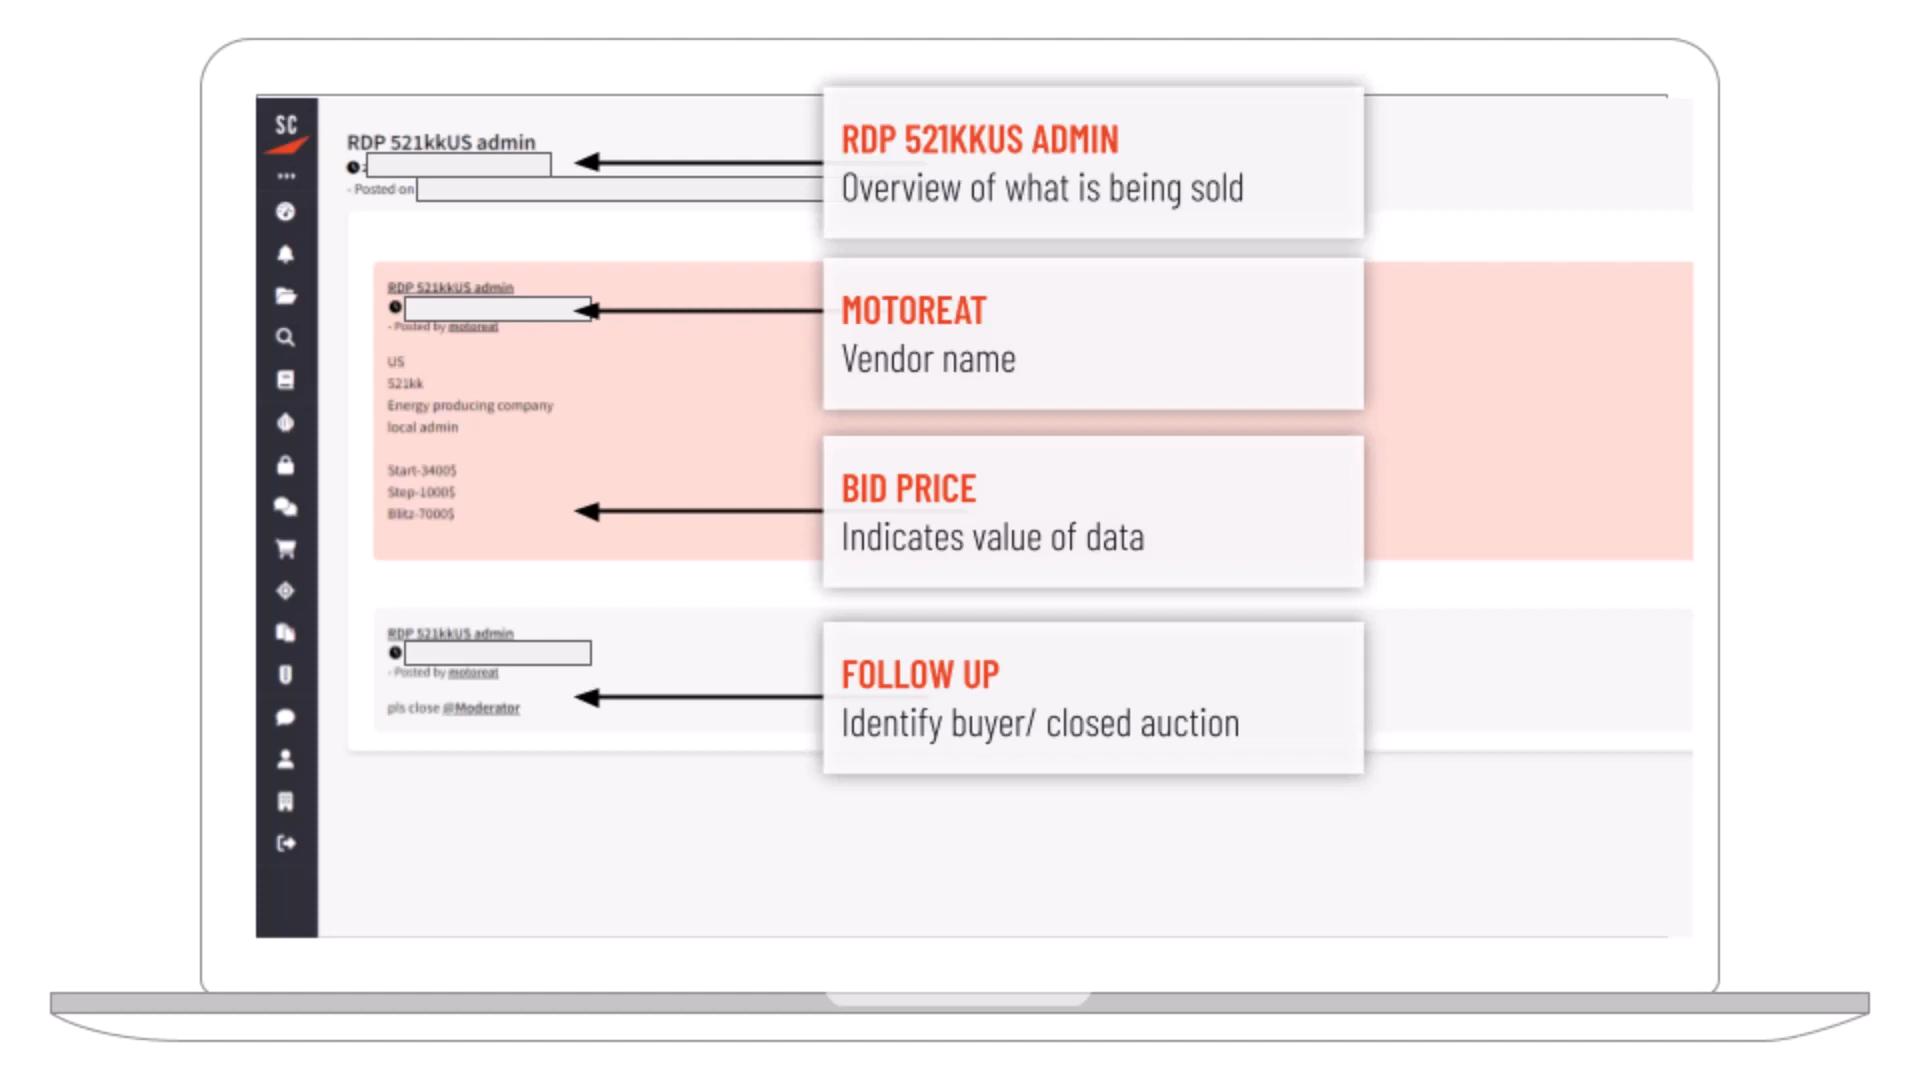 SC
RDP 521kkUS admin
- Posted on
RDP 521KKUS ADMIN
Overview of what is being sold
RDP 521kkUS admin
- Posted by motoreat
US
521kk
Energy producing company
local admin
Start-3400$
Step-1000$
Blitz-7000$
MOTOREAT
Vendor name
BID PRICE
Indicates value of data
RDP 521kkUS admin
- Posted by motoreat
pls close @Moderator
FOLLOW UP
Identify buyer/ closed auction